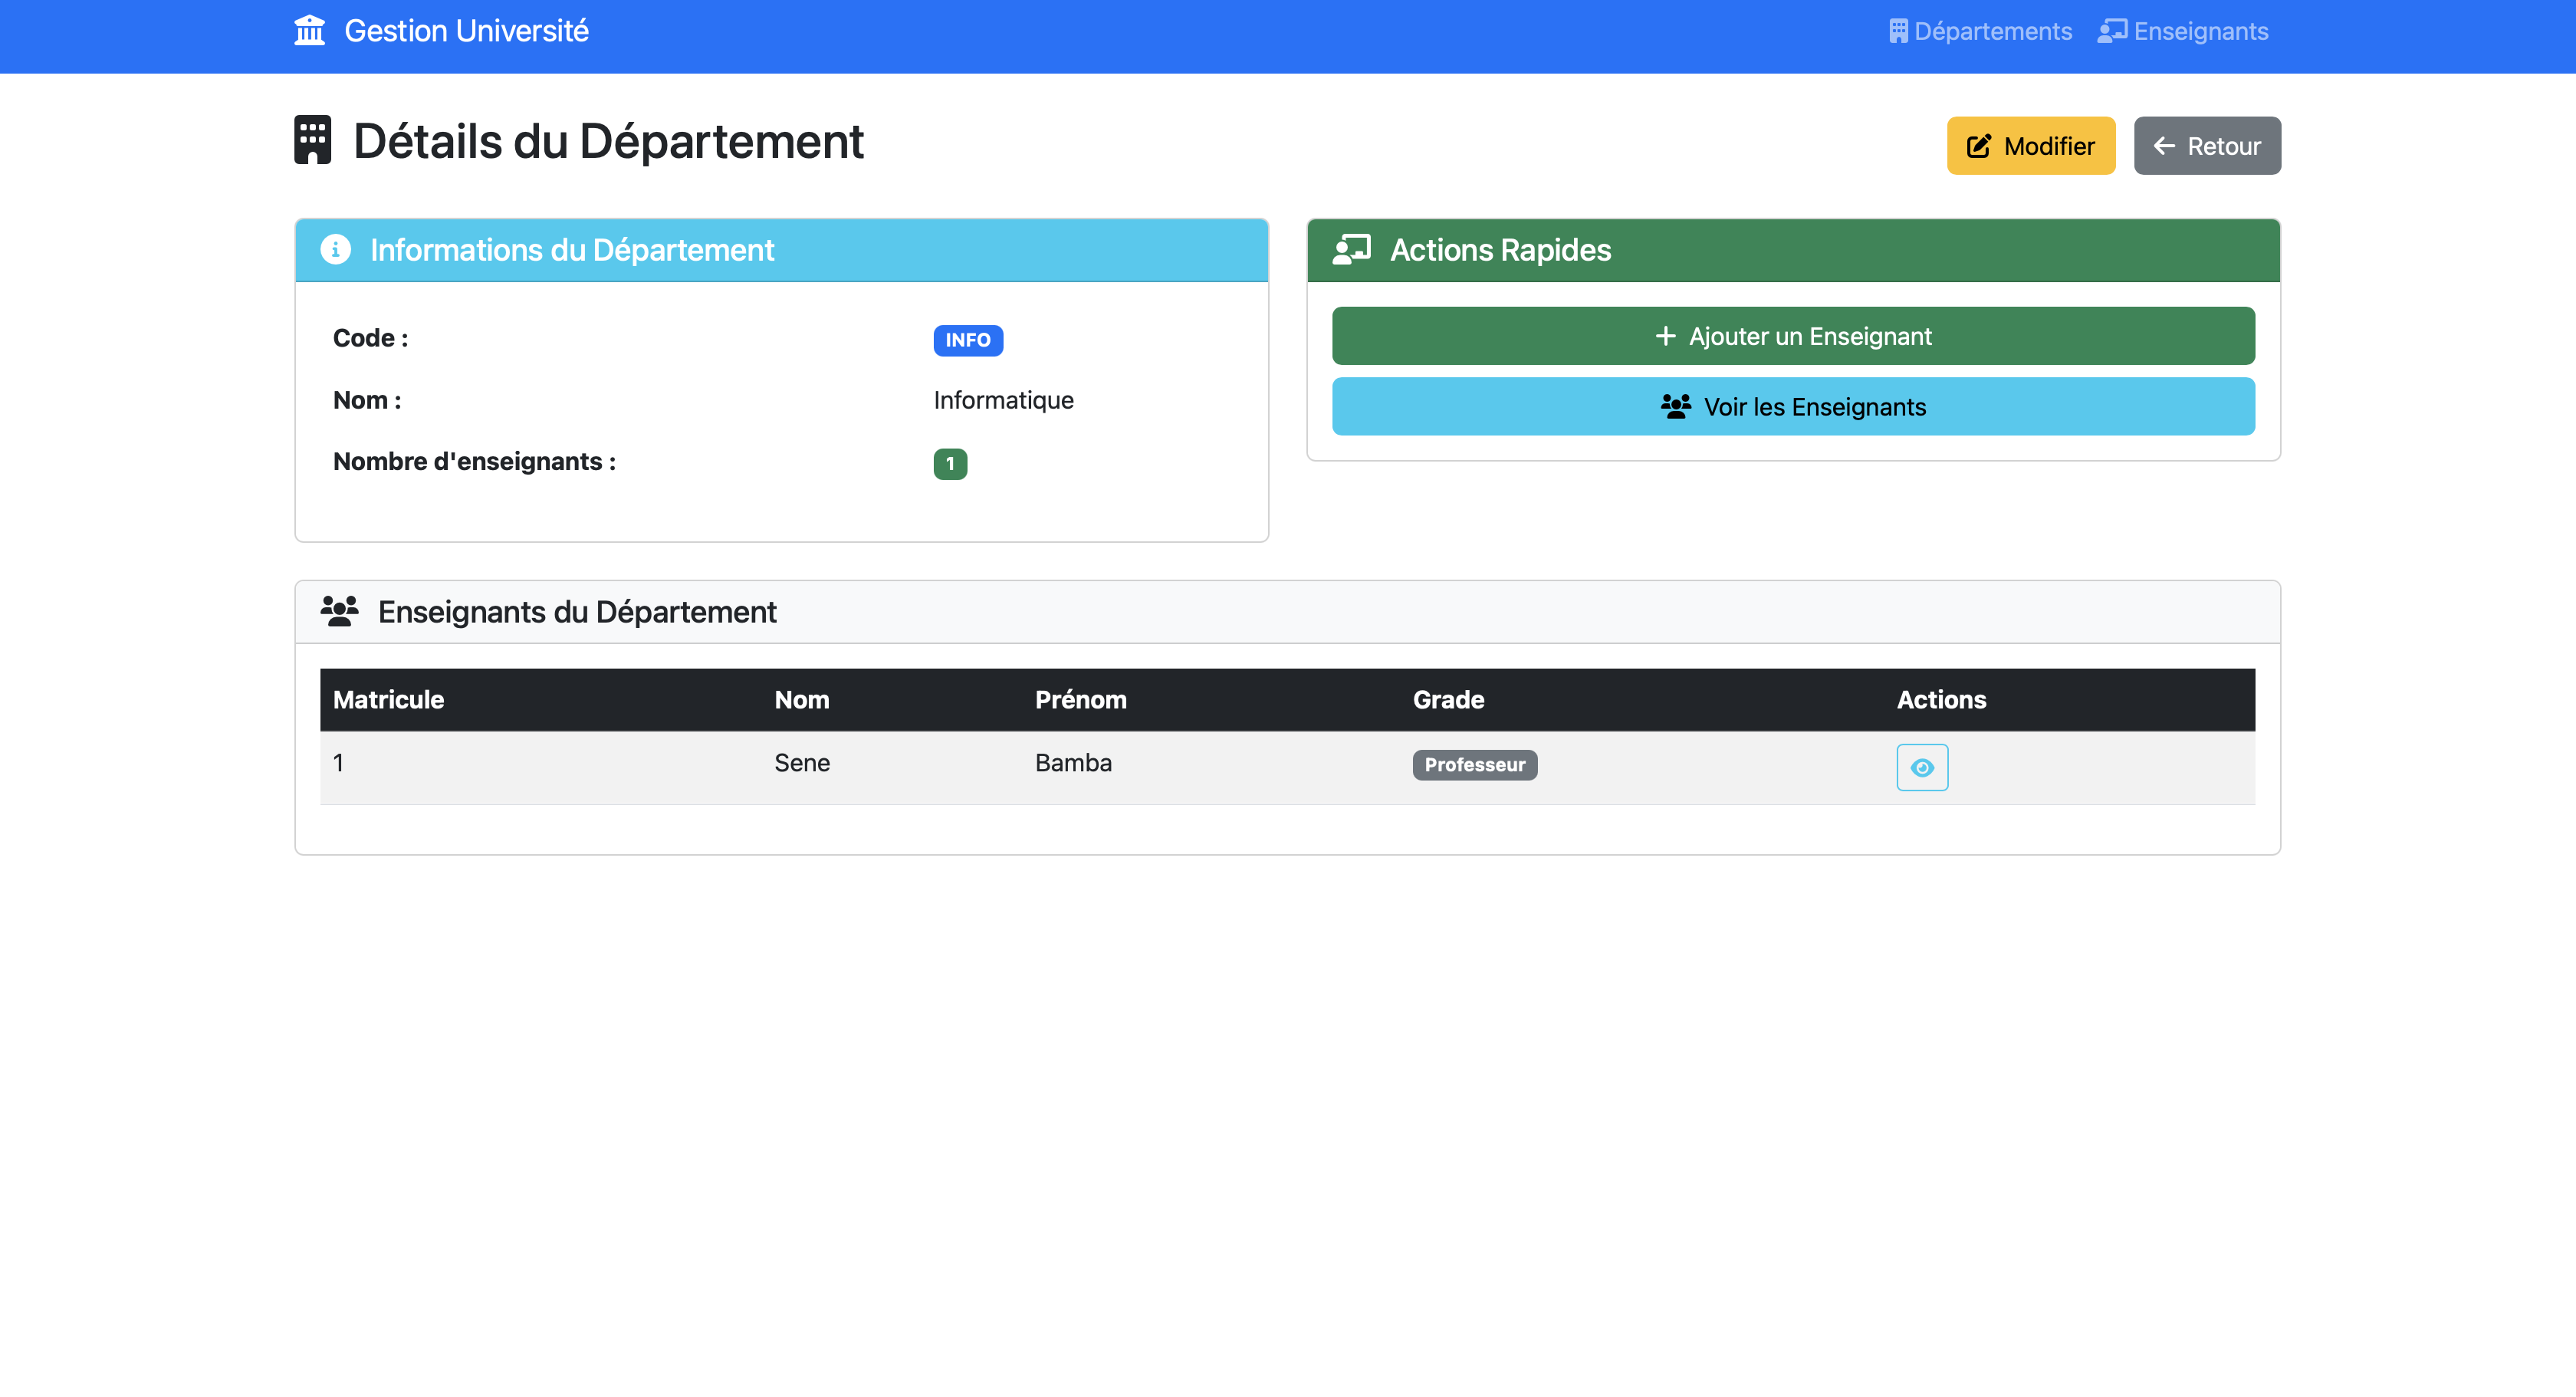 Gestion Université
Départements Enseignants
Détails du Département
Modifier
Retour
Informations du Département
Code : INFO
Nom : Informatique
Nombre d'enseignants : 1
Actions Rapides
Ajouter un Enseignant
Voir les Enseignants
Enseignants du Département
Matricule Nom Prénom Grade Actions
1 Sene Bamba Professeur